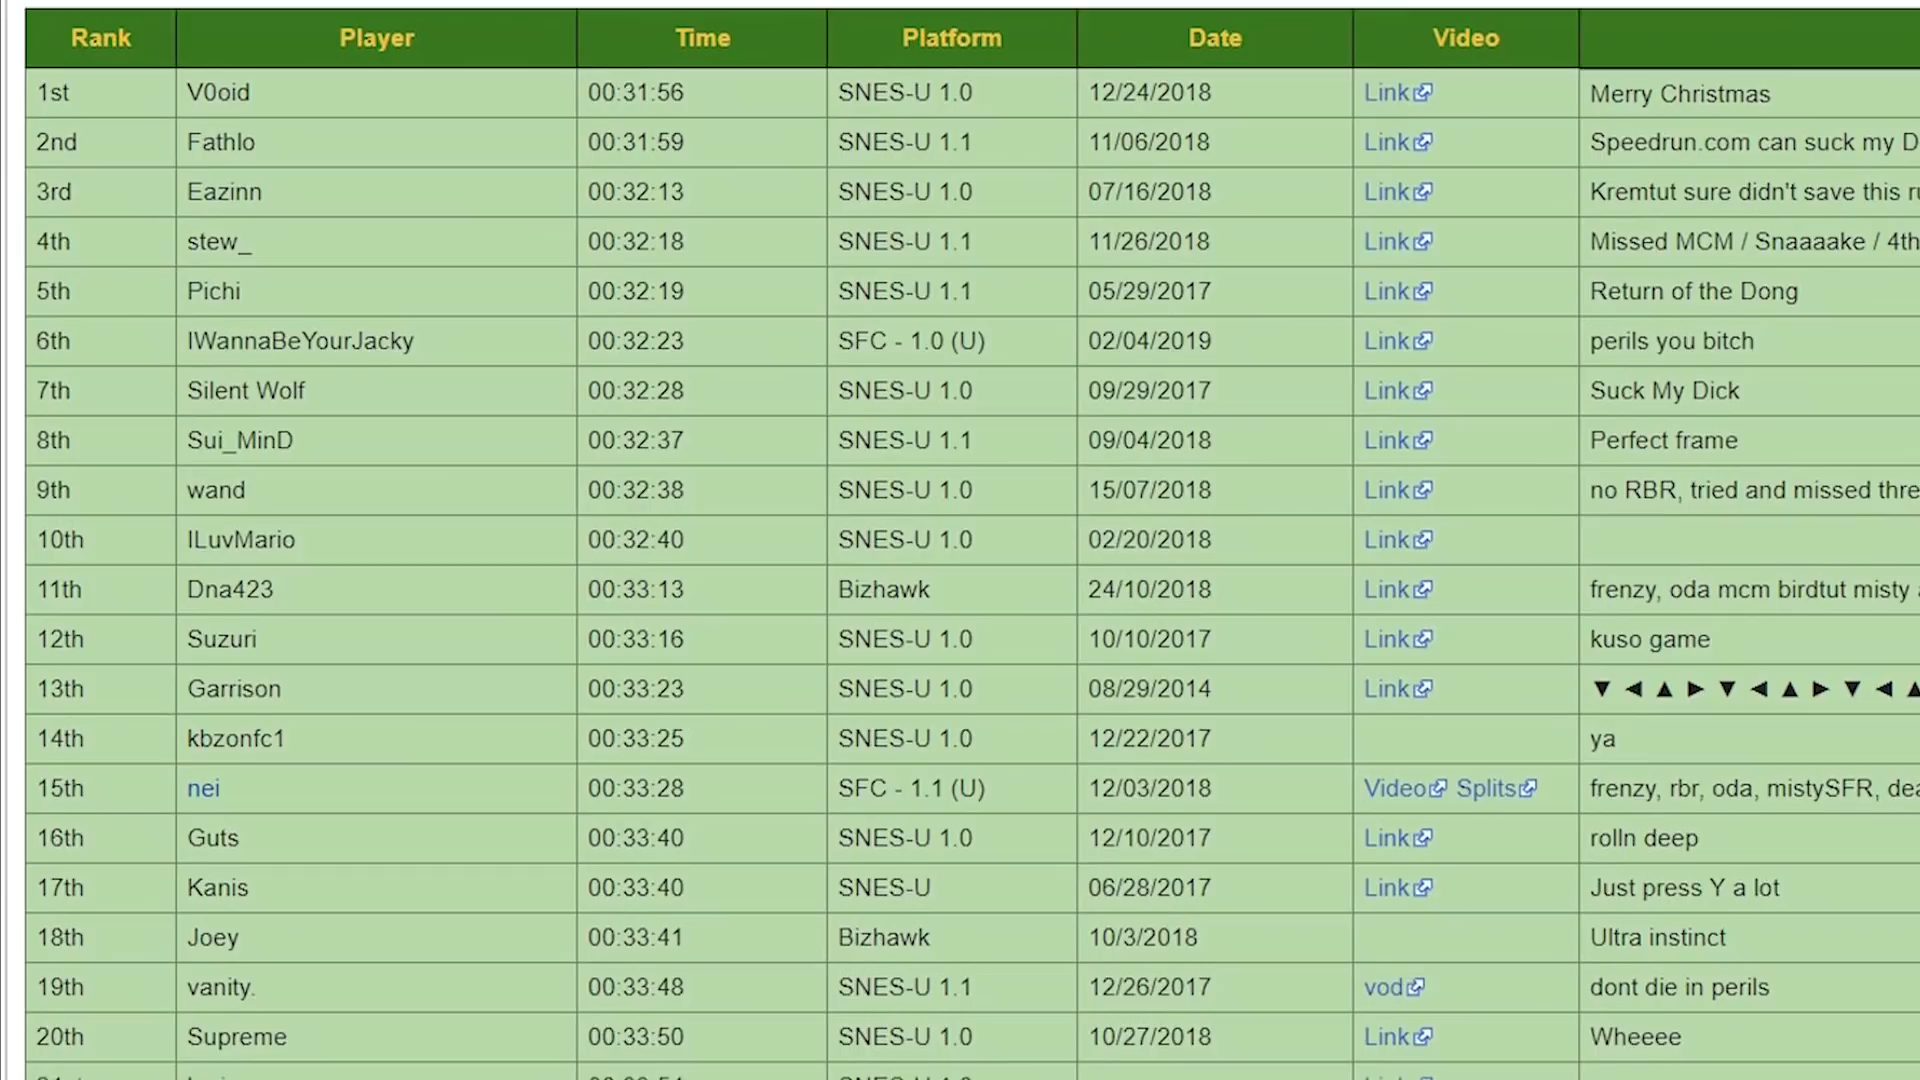 Rank Player Time Platform Date Video
1st V0oid 00:31:56 SNES-U 1.0 12/24/2018 Link Merry Christmas
2nd Fathlo 00:31:59 SNES-U 1.1 11/06/2018 Link Speedrun.com can suck my D
3rd Eazinn 00:32:13 SNES-U 1.0 07/16/2018 Link Kremtut sure didn't save this
4th stew_ 00:32:18 SNES-U 1.1 11/26/2018 Link Missed MCM / Snaaaake / 4th
5th Pichi 00:32:19 SNES-U 1.1 05/29/2017 Link Return of the Dong
6th IWannaBeYourJacky 00:32:23 SFC - 1.0 (U) 02/04/2019 Link perils you bitch
7th Silent Wolf 00:32:28 SNES-U 1.0 09/29/2017 Link Suck My Dick
8th Sui_MinD 00:32:37 SNES-U 1.1 09/04/2018 Link Perfect frame
9th wand 00:32:38 SNES-U 1.0 15/07/2018 Link no RBR, tried and missed thre
10th ILuvMario 00:32:40 SNES-U 1.0 02/20/2018 Link
11th Dna423 00:33:13 Bizhawk 24/10/2018 Link frenzy, oda mcm birdtut misty
12th Suzuri 00:33:16 SNES-U 1.0 10/10/2017 Link kuso game
13th Garrison 00:33:23 SNES-U 1.0 08/29/2014 Link ▼ ◄ ▲ ► ▼ ◄ ▲ ► ▼ ◄ ▲
14th kbzonfc1 00:33:25 SNES-U 1.0 12/22/2017 ya
15th nei 00:33:28 SFC - 1.1 (U) 12/03/2018 Video Splits frenzy, rbr, oda, mistySFR, dea
16th Guts 00:33:40 SNES-U 1.0 12/10/2017 Link rolln deep
17th Kanis 00:33:40 SNES-U 06/28/2017 Link Just press Y a lot
18th Joey 00:33:41 Bizhawk 10/3/2018 Ultra instinct
19th vanity. 00:33:48 SNES-U 1.1 12/26/2017 vod dont die in perils
20th Supreme 00:33:50 SNES-U 1.0 10/27/2018 Link Wheeee